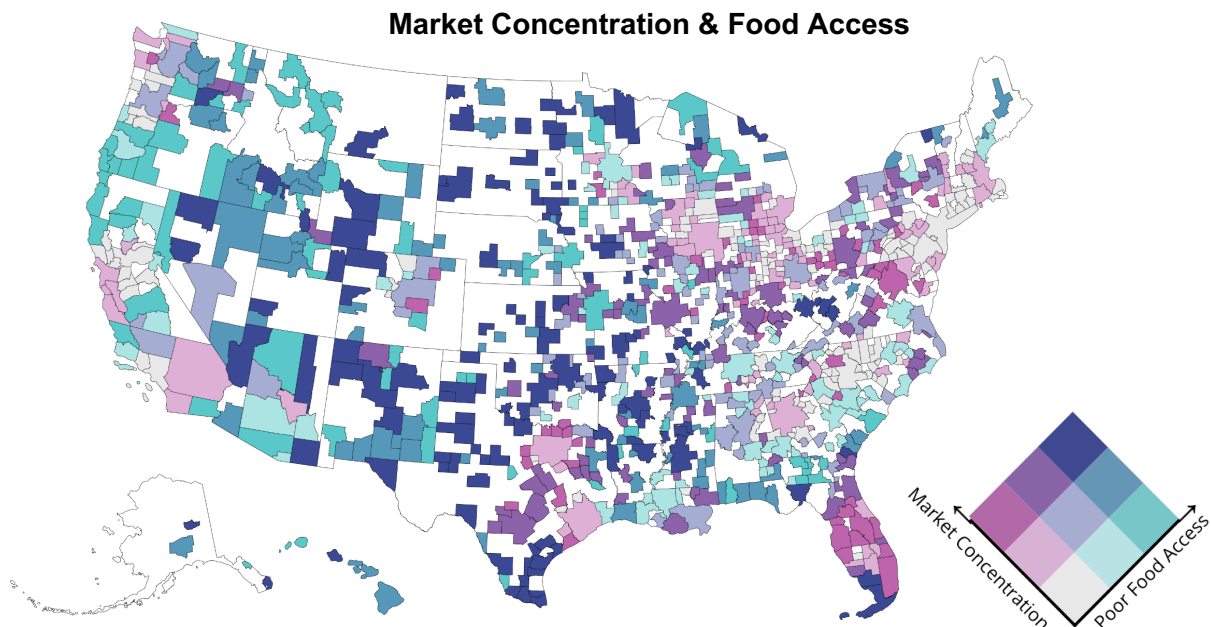 Market Concentration & Food Access
Market Concentration
Poor Food Access